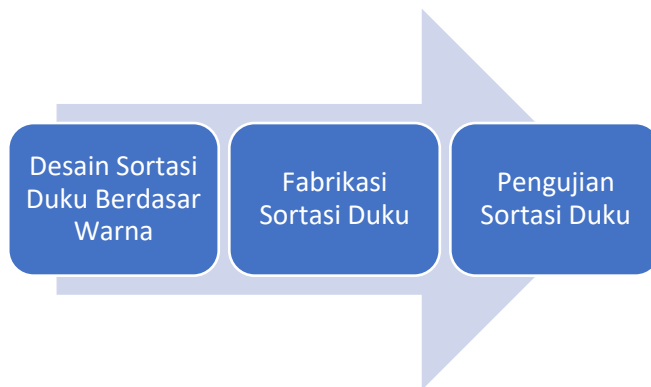 Desain Sortasi
Duku Berdasar
Warna
Fabrikasi
Sortasi Duku
Pengujian
Sortasi Duku